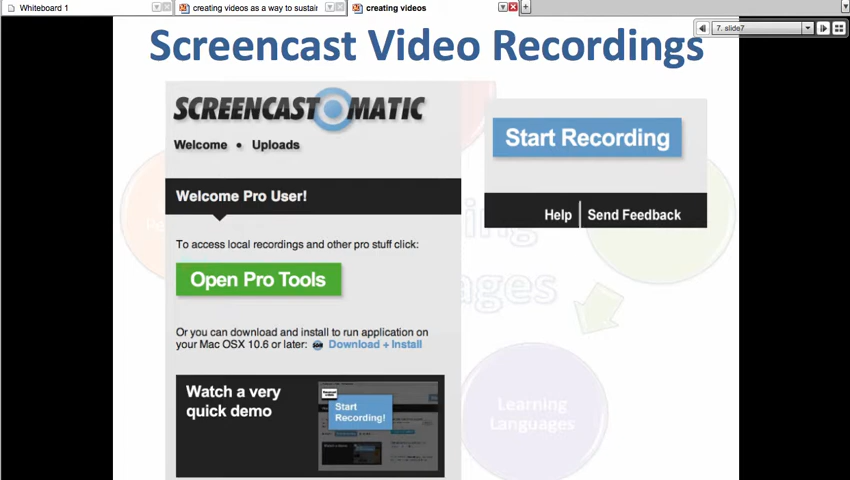 Whiteboard 1
creating videos as a way to sustair
creating videos
7. slide7
Screencast Video Recordings
SCREENCAST O MATIC
Welcome • Uploads
Start Recording
Help | Send Feedback
Welcome Pro User!
To access local recordings and other pro stuff click:
Open Pro Tools
Or you can download and install to run application on
your Mac OSX 10.6 or later: Download + Install
Watch a very
quick demo
Start
Recording!
ing
ages
Learning
Languages